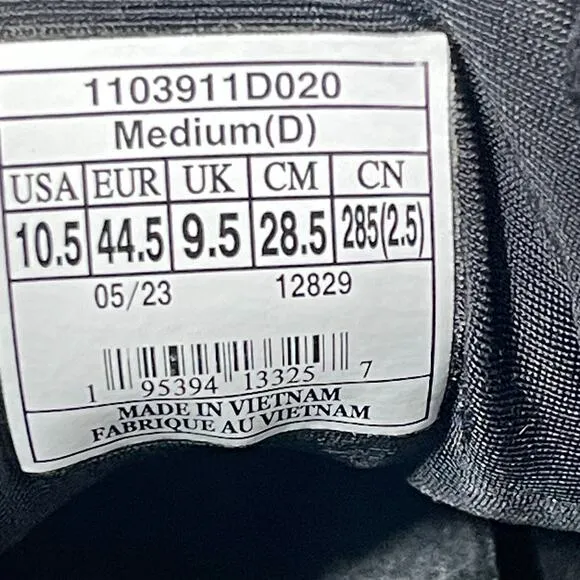 1103911D020
Medium(D)
USA EUR UK CM CN
10.5 44.5 9.5 28.5 285(2.5)
05/23 12829
1 95394 13325 7
MADE IN VIETNAM
FABRIQUE AU VIETNAM